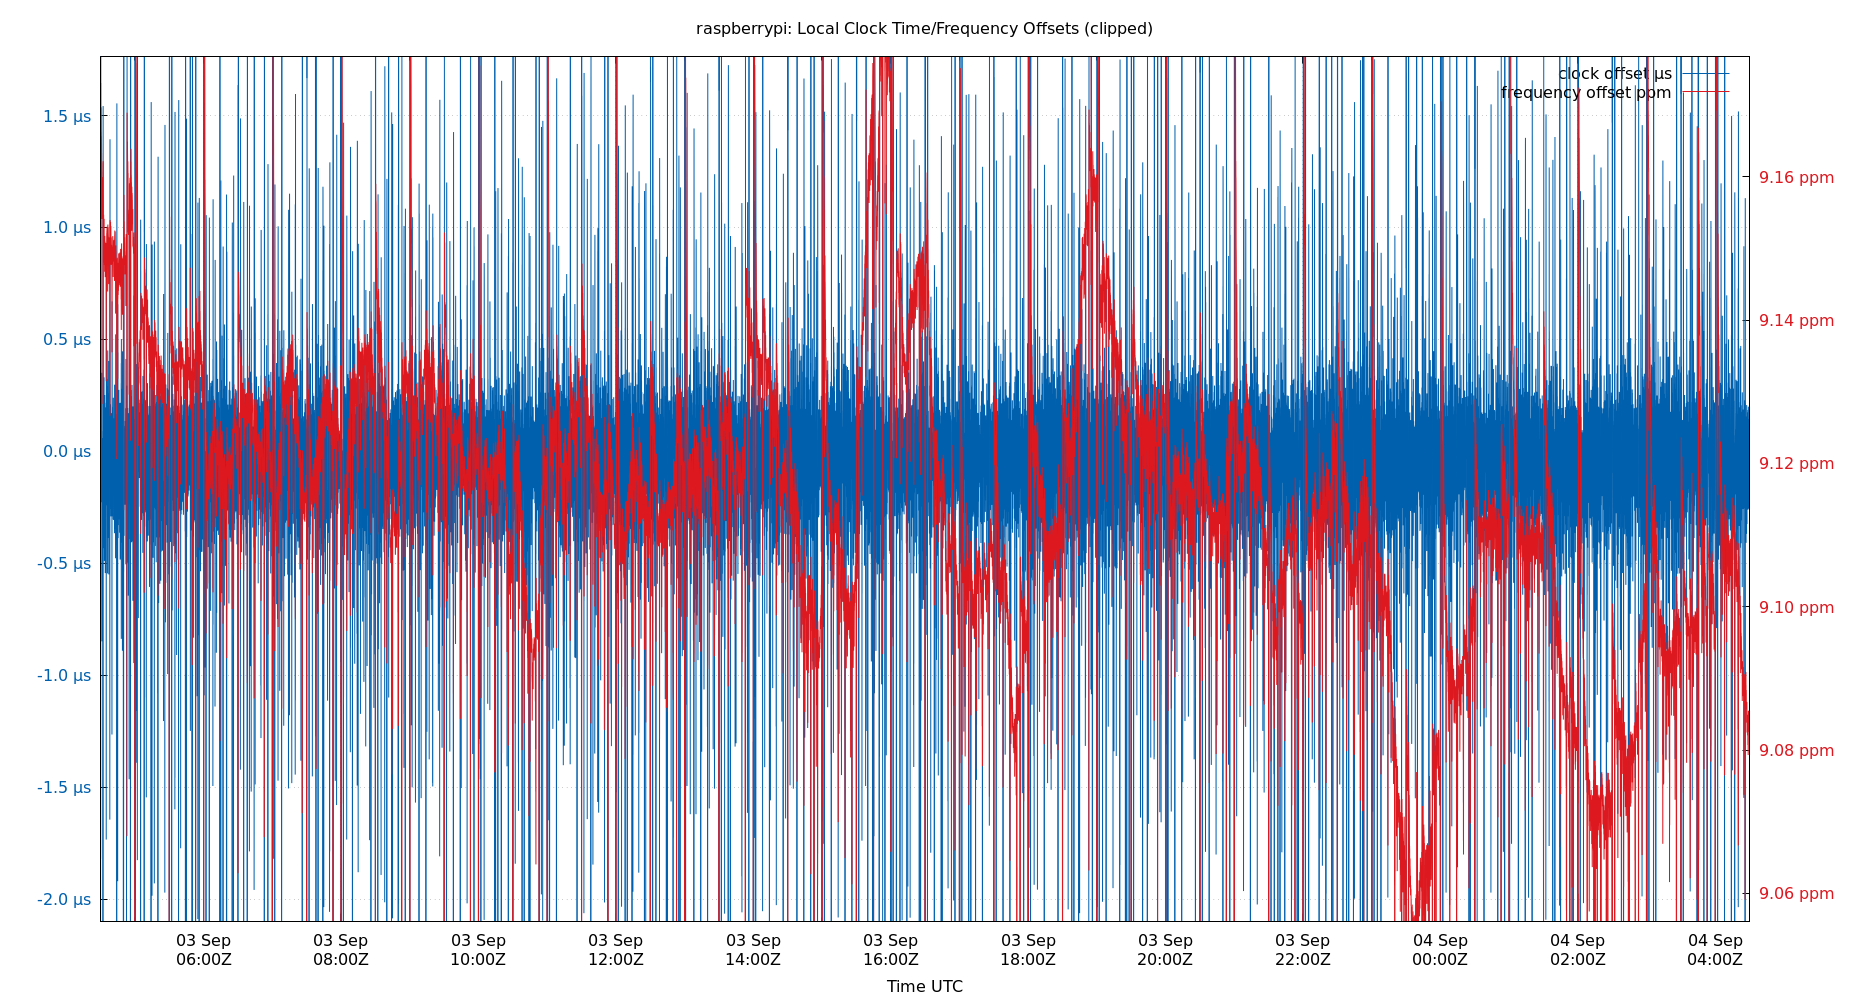 raspberrypi: Local Clock Time/Frequency Offsets (clipped)
clock offset µs
frequency offset ppm
1.5 µs
1.0 µs
0.5 µs
0.0 µs
-0.5 µs
-1.0 µs
-1.5 µs
-2.0 µs
9.16 ppm
9.14 ppm
9.12 ppm
9.10 ppm
9.08 ppm
9.06 ppm
03 Sep 03 Sep 03 Sep 03 Sep 03 Sep 03 Sep 03 Sep 03 Sep 03 Sep 04 Sep 04 Sep 04 Sep
06:00Z 08:00Z 10:00Z 12:00Z 14:00Z 16:00Z 18:00Z 20:00Z 22:00Z 00:00Z 02:00Z 04:00Z
Time UTC